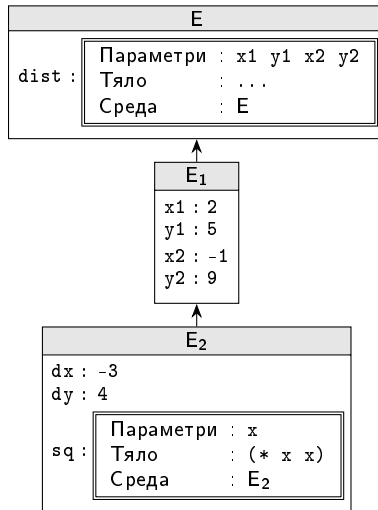 E
dist : Параметри : x1 y1 x2 y2
Тяло : ...
Среда : E
E₁
x1 : 2
y1 : 5
x2 : -1
y2 : 9
E₂
dx : -3
dy : 4
sq : Параметри : x
Тяло : (* x x)
Среда : E₂